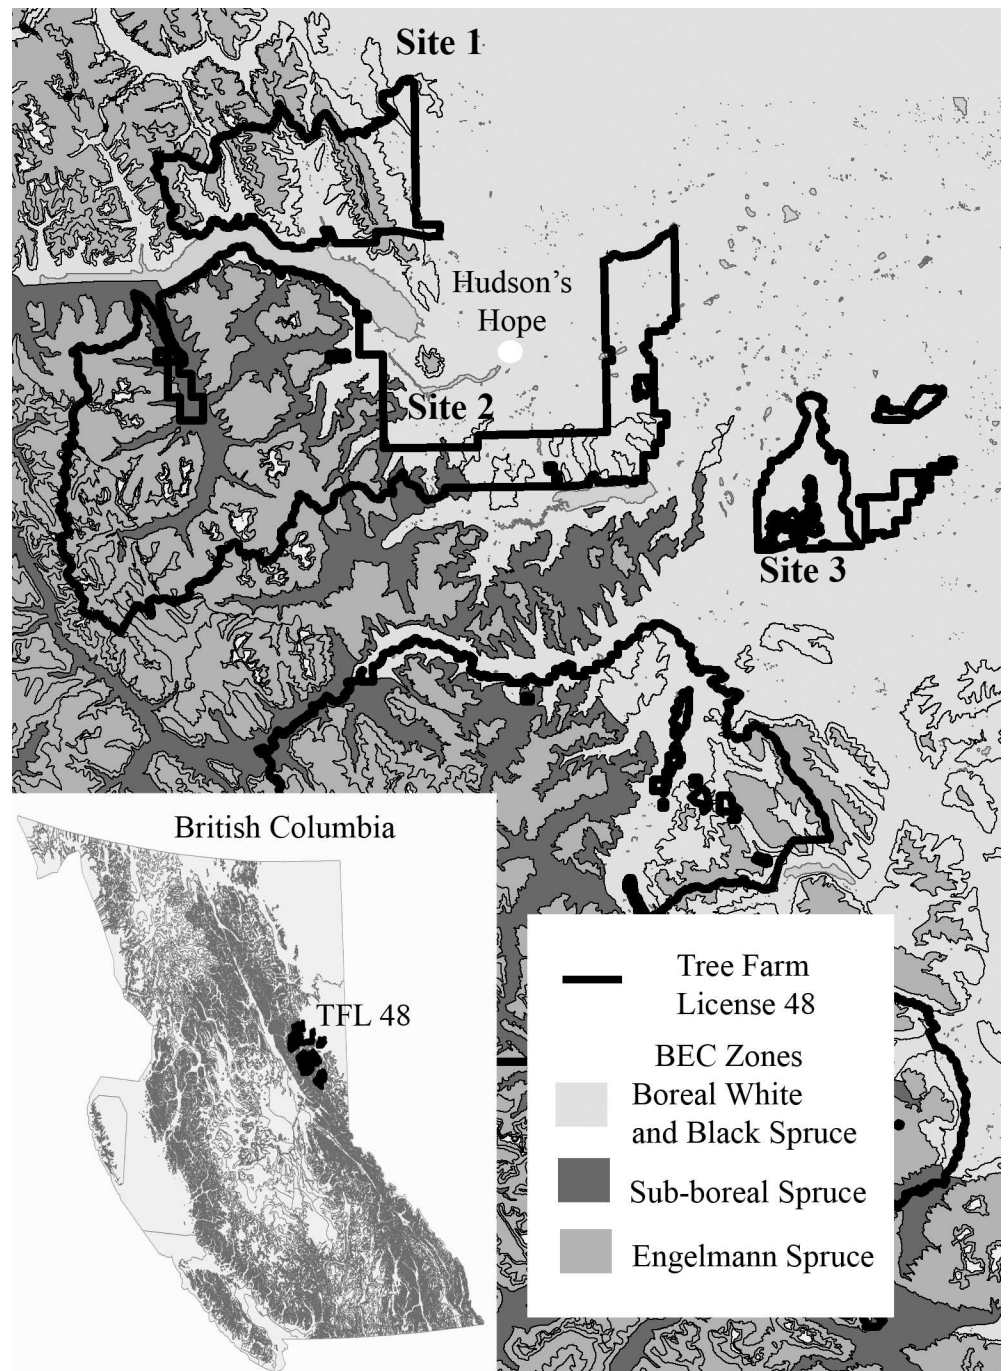 Site 1
Hudson's
Hope
Site 2
Site 3
British Columbia
TFL 48
Tree Farm
License 48
BEC Zones
Boreal White
and Black Spruce
Sub-boreal Spruce
Engelmann Spruce